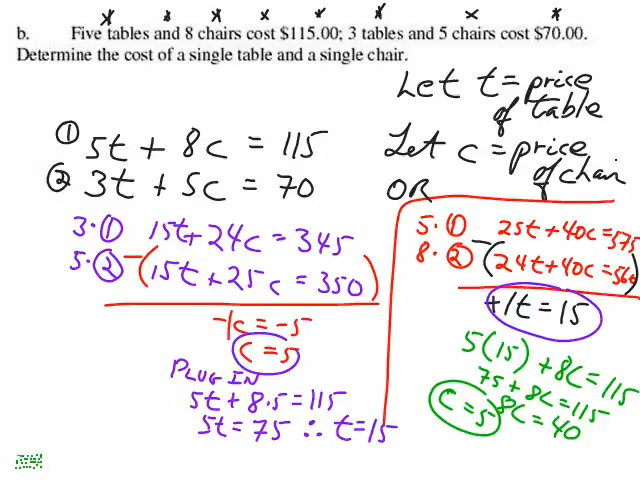 b. Five tables and 8 chairs cost $115.00; 3 tables and 5 chairs cost $70.00.
Determine the cost of a single table and a single chair.
Let t = price
of table
Let c = price
of chair
① 5t + 8c = 115
② 3t + 5c = 70
OR
3·① 15t + 24c = 345
5·② -(15t + 25c = 350)
-1c = -5
c = 5
PLUG IN
5t + 8·5 = 115
5t = 75 ∴ t = 15
5·① 25t + 40c = 575
8·② -(24t + 40c = 560)
+1t = 15
5(15) + 8c = 115
75 + 8c = 115
8c = 40
c = 5